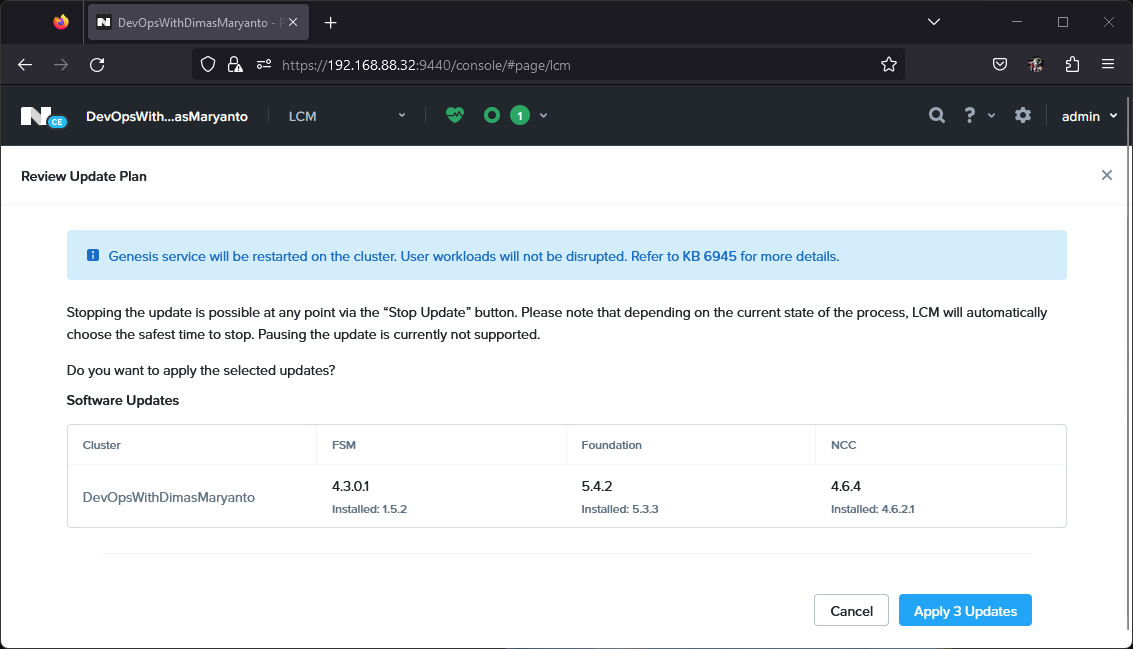 DevOpsWithDimasMaryanto -
https://192.168.88.32:9440/console/#page/lcm
N CE DevOpsWith...asMaryanto LCM 1 ? admin
Review Update Plan
Genesis service will be restarted on the cluster. User workloads will not be disrupted. Refer to KB 6945 for more details.
Stopping the update is possible at any point via the “Stop Update” button. Please note that depending on the current state of the process, LCM will automatically
choose the safest time to stop. Pausing the update is currently not supported.
Do you want to apply the selected updates?
Software Updates
Cluster FSM Foundation NCC
DevOpsWithDimasMaryanto
4.3.0.1 5.4.2 4.6.4
Installed: 1.5.2 Installed: 5.3.3 Installed: 4.6.2.1
Cancel Apply 3 Updates